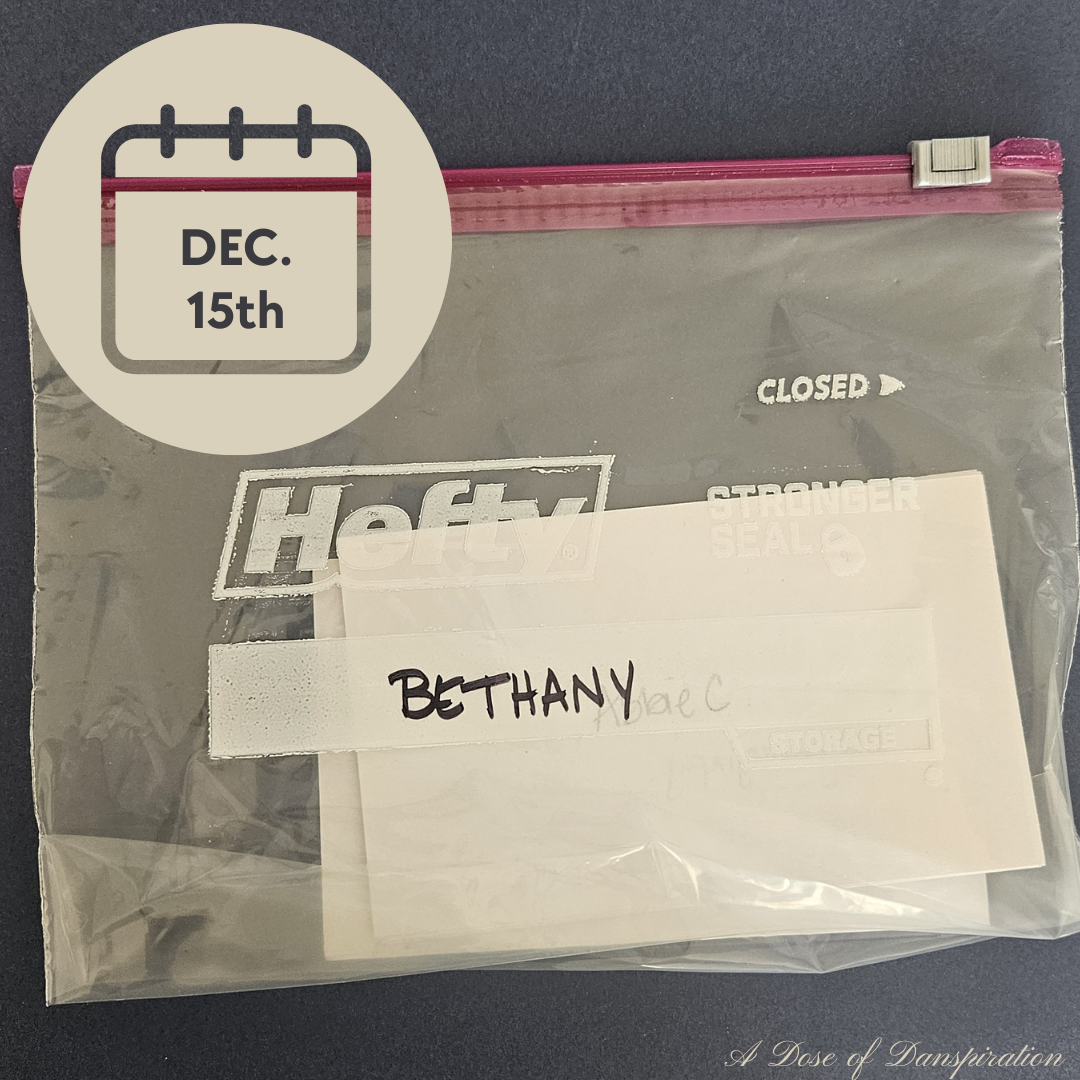 DEC.
15th
CLOSED
Hefty®
STRONGER
SEAL
BETHANY
STORAGE
A Dose of Danspiration